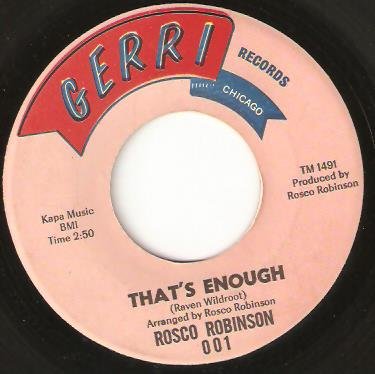 GERRI
RECORDS
CHICAGO
TM 1491
Produced by
Rosco Robinson
Kapa Music
BMI
Time 2:50
THAT'S ENOUGH
(Raven Wildroot)
Arranged by Rosco Robinson
ROSCO ROBINSON
001